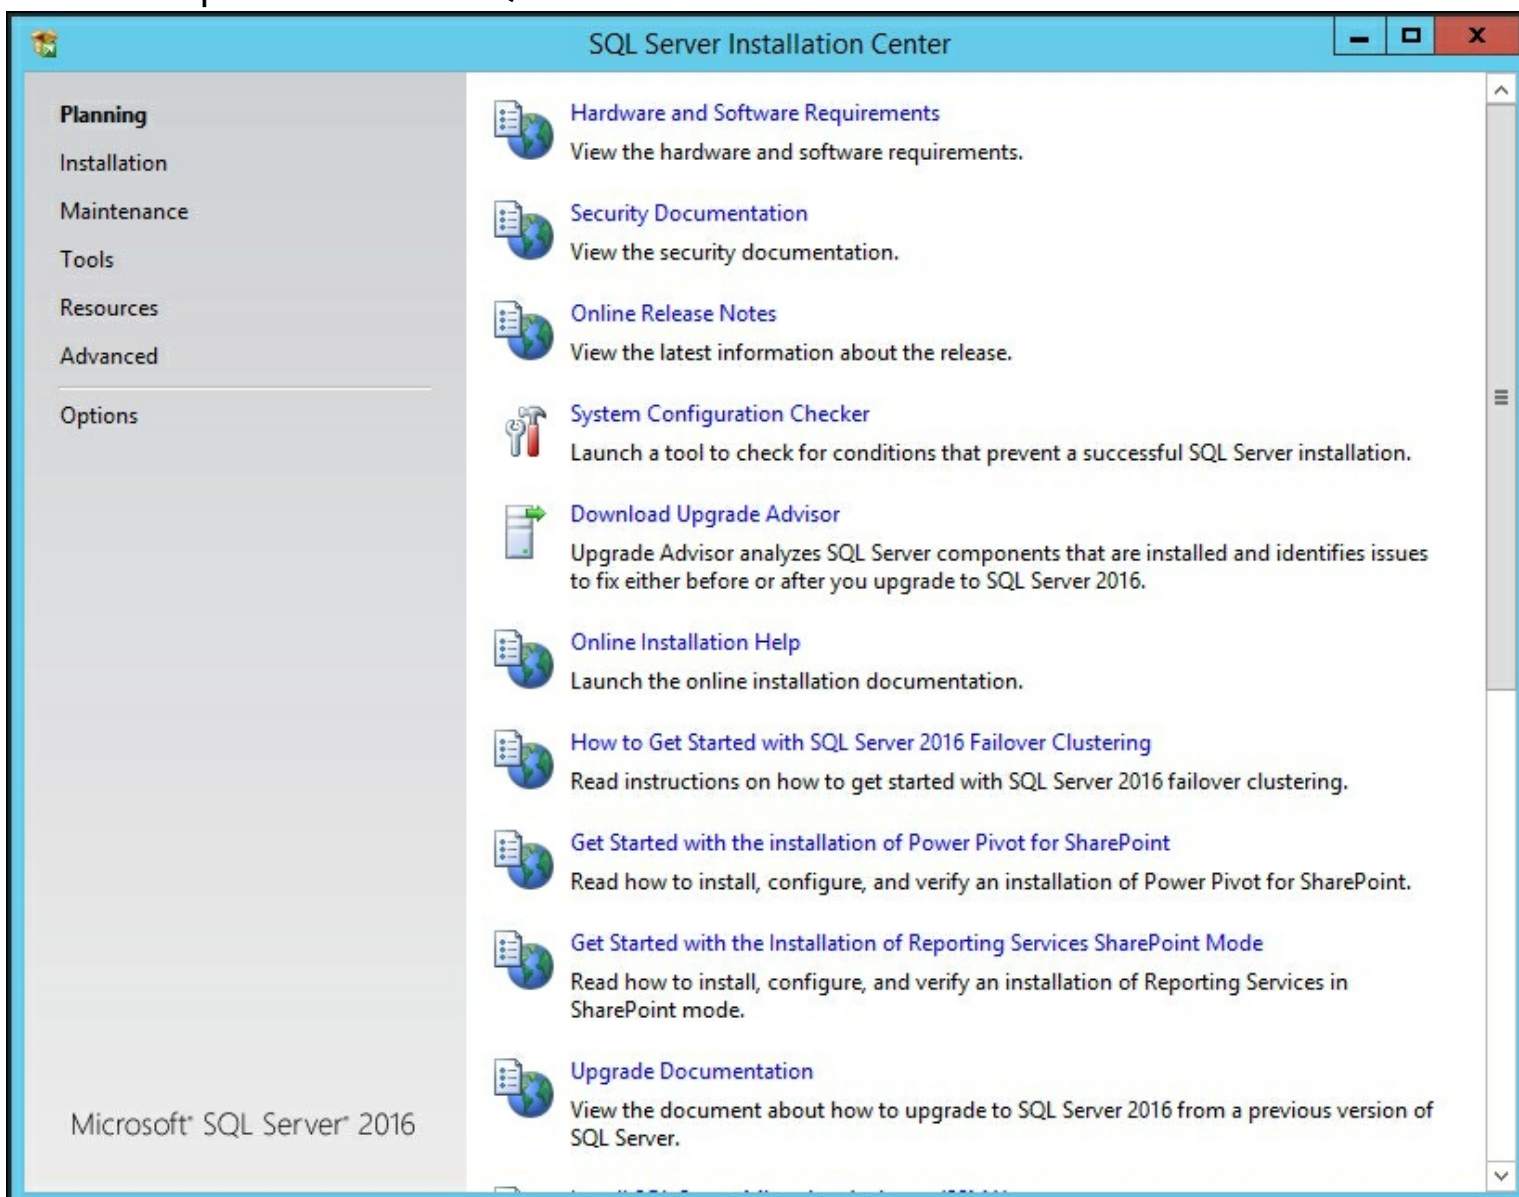 SQL Server Installation Center
Planning
Installation
Maintenance
Tools
Resources
Advanced
Options
Microsoft® SQL Server® 2016
Hardware and Software Requirements
View the hardware and software requirements.
Security Documentation
View the security documentation.
Online Release Notes
View the latest information about the release.
System Configuration Checker
Launch a tool to check for conditions that prevent a successful SQL Server installation.
Download Upgrade Advisor
Upgrade Advisor analyzes SQL Server components that are installed and identifies issues
to fix either before or after you upgrade to SQL Server 2016.
Online Installation Help
Launch the online installation documentation.
How to Get Started with SQL Server 2016 Failover Clustering
Read instructions on how to get started with SQL Server 2016 failover clustering.
Get Started with the installation of Power Pivot for SharePoint
Read how to install, configure, and verify an installation of Power Pivot for SharePoint.
Get Started with the Installation of Reporting Services SharePoint Mode
Read how to install, configure, and verify an installation of Reporting Services in
SharePoint mode.
Upgrade Documentation
View the document about how to upgrade to SQL Server 2016 from a previous version of
SQL Server.